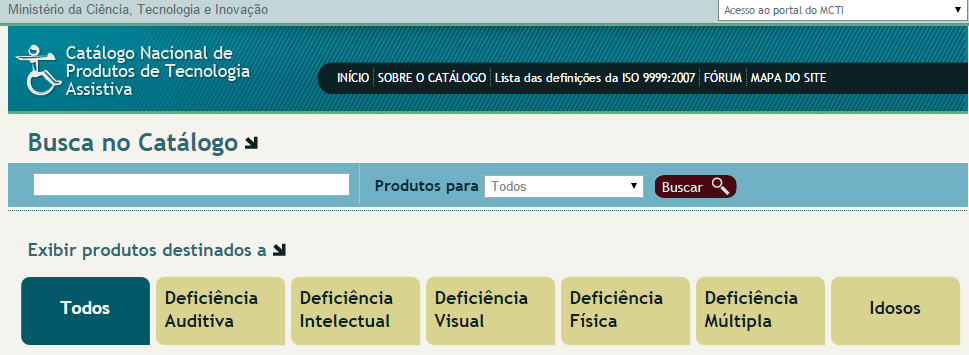 Ministério da Ciência, Tecnologia e Inovação
Acesso ao portal do MCTI
Catálogo Nacional de
Produtos de Tecnologia
Assistiva
INÍCIO SOBRE O CATÁLOGO Lista das definições da ISO 9999:2007 FÓRUM MAPA DO SITE
Busca no Catálogo
Produtos para Todos Buscar
Exibir produtos destinados a
Todos
Deficiência
Auditiva
Deficiência
Intelectual
Deficiência
Visual
Deficiência
Física
Deficiência
Múltipla
Idosos